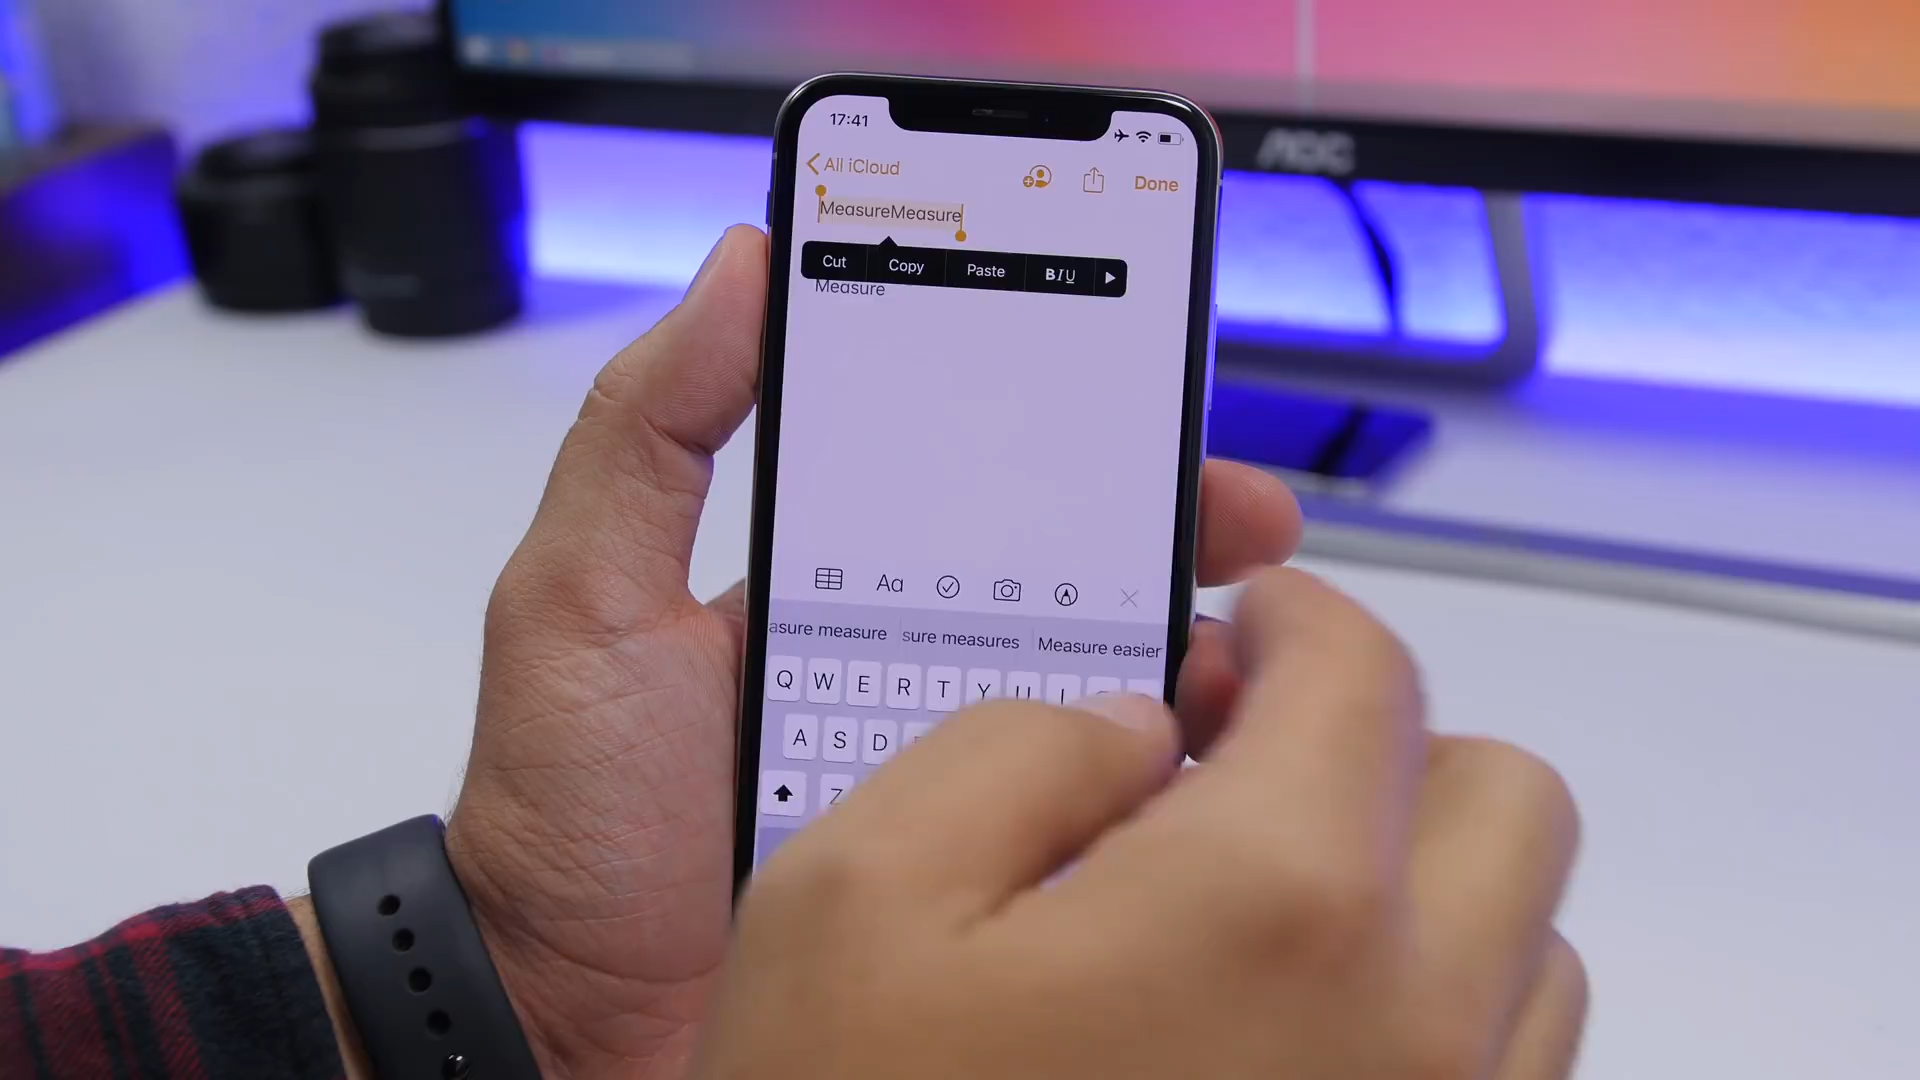 AOC
17:41
All iCloud
Done
MeasureMeasure
Cut Copy Paste BIU
Measure
Aa
asure measure sure measures Measure easier
Q W E R T Y U I
A S D
Z